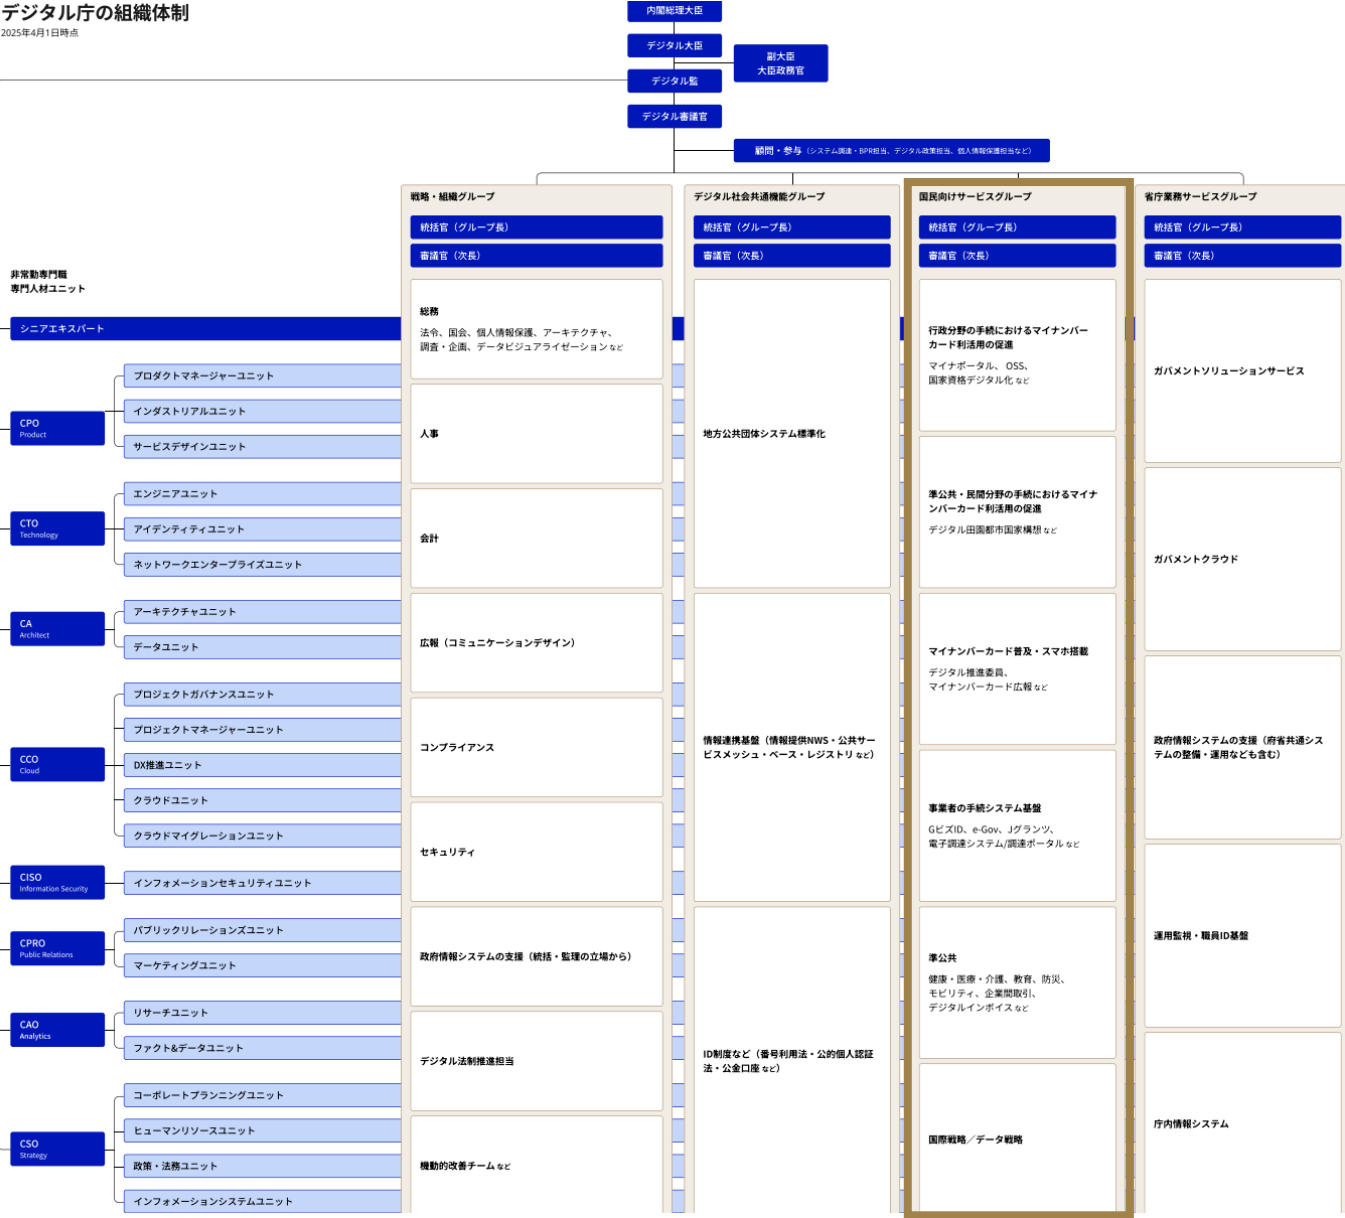 デジタル庁の組織体制
2025年4月1日時点
内閣総理大臣
デジタル大臣
副大臣
大臣政務官
デジタル監
デジタル審議官
顧問・参与（システム調達・BPR担当、デジタル政策担当、個人情報保護担当など）
非常勤専門職
専門人材ユニット
シニアエキスパート
CPO
Product
プロダクトマネージャーユニット
インダストリアルユニット
サービスデザインユニット
CTO
Technology
エンジニアユニット
アイデンティティユニット
ネットワークエンタープライズユニット
CA
Architect
アーキテクチャユニット
データユニット
CCO
Cloud
プロジェクトガバナンスユニット
プロジェクトマネージャーユニット
DX推進ユニット
クラウドユニット
クラウドマイグレーションユニット
CISO
Information Security
インフォメーションセキュリティユニット
CPRO
Public Relations
パブリックリレーションズユニット
マーケティングユニット
CAO
Analytics
リサーチユニット
ファクト&データユニット
CSO
Strategy
コーポレートプランニングユニット
ヒューマンリソースユニット
政策・法務ユニット
インフォメーションシステムユニット
戦略・組織グループ
統括官（グループ長）
審議官（次長）
総務
法令、国会、個人情報保護、アーキテクチャ、
調査・企画、データビジュアライゼーション など
人事
会計
広報（コミュニケーションデザイン）
コンプライアンス
セキュリティ
政府情報システムの支援（統括・監理の立場から）
デジタル法制推進担当
機動的改善チーム など
デジタル社会共通機能グループ
統括官（グループ長）
審議官（次長）
地方公共団体システム標準化
情報連携基盤（情報提供NWS・公共サー
ビスメッシュ・ベース・レジストリ など）
ID制度など（番号利用法・公的個人認証
法・公金口座 など）
国民向けサービスグループ
統括官（グループ長）
審議官（次長）
行政分野の手続におけるマイナンバー
カード利活用の促進
マイナポータル、 OSS、
国家資格デジタル化 など
準公共・民間分野の手続におけるマイナ
ンバーカード利活用の促進
デジタル田園都市国家構想 など
マイナンバーカード普及・スマホ搭載
デジタル推進委員、
マイナンバーカード広報 など
事業者の手続システム基盤
GビズID、e-Gov、Jグランツ、
電子調達システム/調達ポータル など
準公共
健康・医療・介護、教育、防災、
モビリティ、企業間取引、
デジタルインボイス など
国際戦略／データ戦略
省庁業務サービスグループ
統括官（グループ長）
審議官（次長）
ガバメントソリューションサービス
ガバメントクラウド
政府情報システムの支援（府省共通シス
テムの整備・運用なども含む）
運用監視・職員ID基盤
庁内情報システム